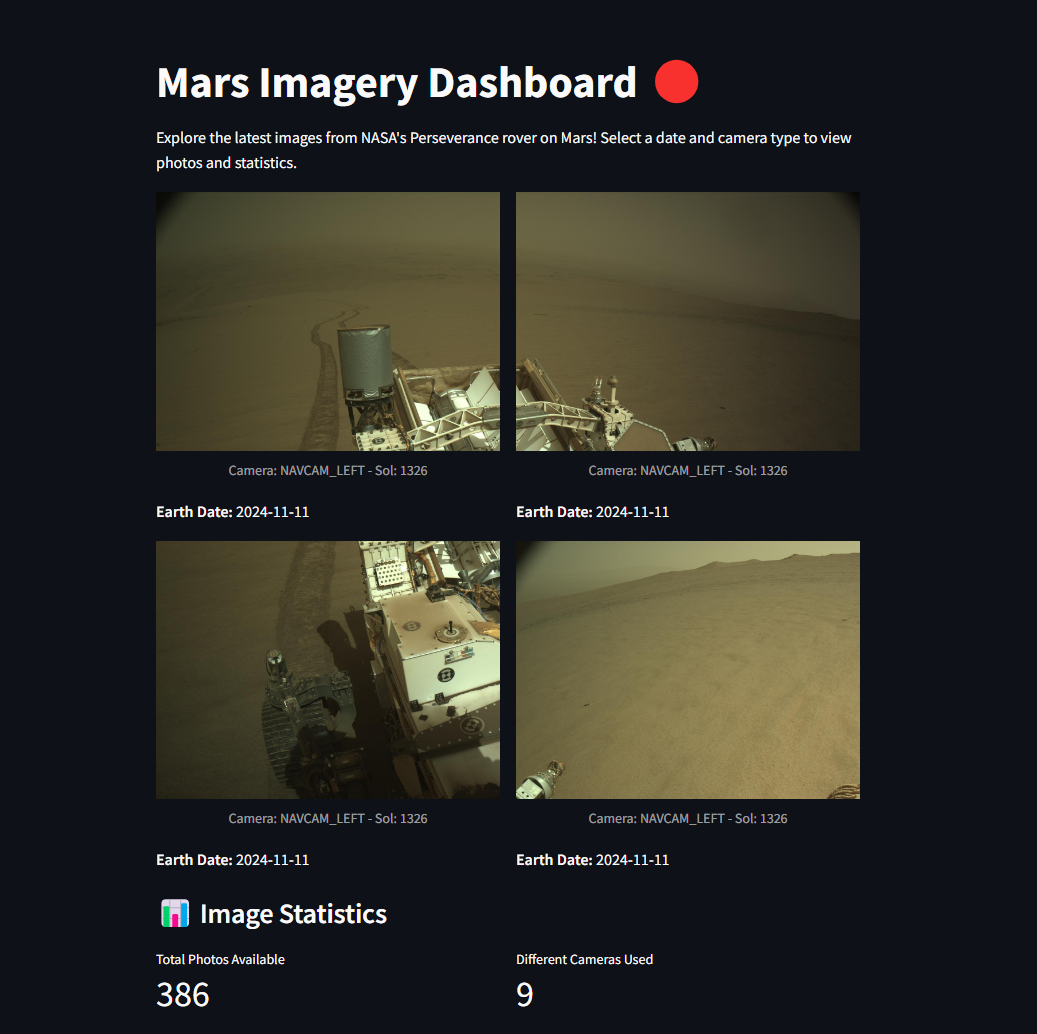 Mars Imagery Dashboard
Explore the latest images from NASA's Perseverance rover on Mars! Select a date and camera type to view
photos and statistics.
Camera: NAVCAM_LEFT - Sol: 1326
Camera: NAVCAM_LEFT - Sol: 1326
Earth Date: 2024-11-11
Earth Date: 2024-11-11
Camera: NAVCAM_LEFT - Sol: 1326
Camera: NAVCAM_LEFT - Sol: 1326
Earth Date: 2024-11-11
Earth Date: 2024-11-11
Image Statistics
Total Photos Available
Different Cameras Used
386
9